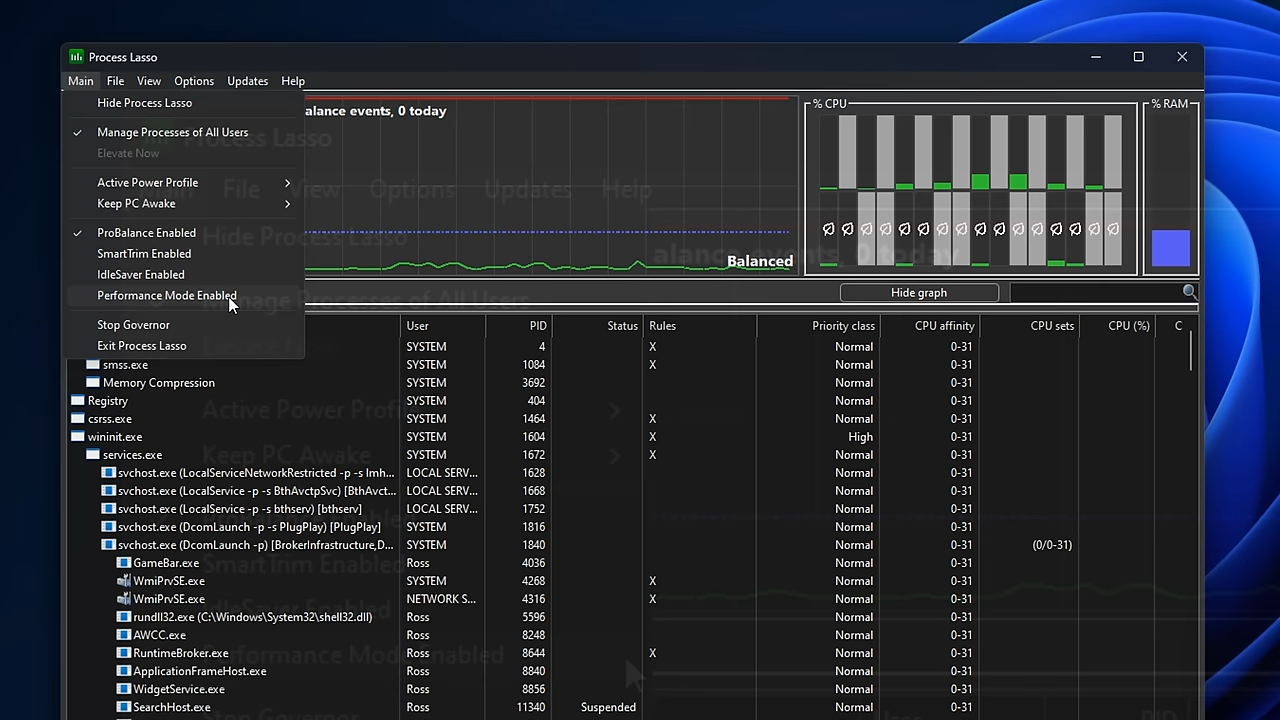 Process Lasso
Main File View Options Updates Help
Hide Process Lasso
Manage Processes of All Users
Elevate Now
Active Power Profile
Keep PC Awake
ProBalance Enabled
SmartTrim Enabled
IdleSaver Enabled
Performance Mode Enabled
Stop Governor
Exit Process Lasso
alance events, 0 today
Balanced
% CPU
% RAM
Hide graph
User PID Status Rules Priority class CPU affinity CPU sets CPU (%) C
SYSTEM 4 X Normal 0-31
smss.exe SYSTEM 1084 X Normal 0-31
Memory Compression SYSTEM 3692 Normal 0-31
Registry SYSTEM 404 Normal 0-31
csrss.exe SYSTEM 1464 X Normal 0-31
wininit.exe SYSTEM 1604 X High 0-31
services.exe SYSTEM 1672 X Normal 0-31
svchost.exe (LocalServiceNetworkRestricted -p -s lmh... LOCAL SERV... 1628 Normal 0-31
svchost.exe (LocalService -p -s BthAvctpSvc) [BthAvct... LOCAL SERV... 1668 Normal 0-31
svchost.exe (LocalService -p -s bthserv) [bthserv] LOCAL SERV... 1752 Normal 0-31
svchost.exe (DcomLaunch -p -s PlugPlay) [PlugPlay] SYSTEM 1816 Normal 0-31
svchost.exe (DcomLaunch -p) [BrokerInfrastructure,D... SYSTEM 1840 Normal 0-31 (0/0-31)
GameBar.exe Ross 4036 Normal 0-31
WmiPrvSE.exe SYSTEM 4268 X Normal 0-31
WmiPrvSE.exe NETWORK S... 4316 X Normal 0-31
rundll32.exe (C:\Windows\System32\shell32.dll) Ross 5596 Normal 0-31
AWCC.exe Ross 8248 Normal 0-31
RuntimeBroker.exe Ross 8644 X Normal 0-31
ApplicationFrameHost.exe Ross 8840 Normal 0-31
WidgetService.exe Ross 8856 Normal 0-31
SearchHost.exe Ross 11340 Suspended Normal 0-31